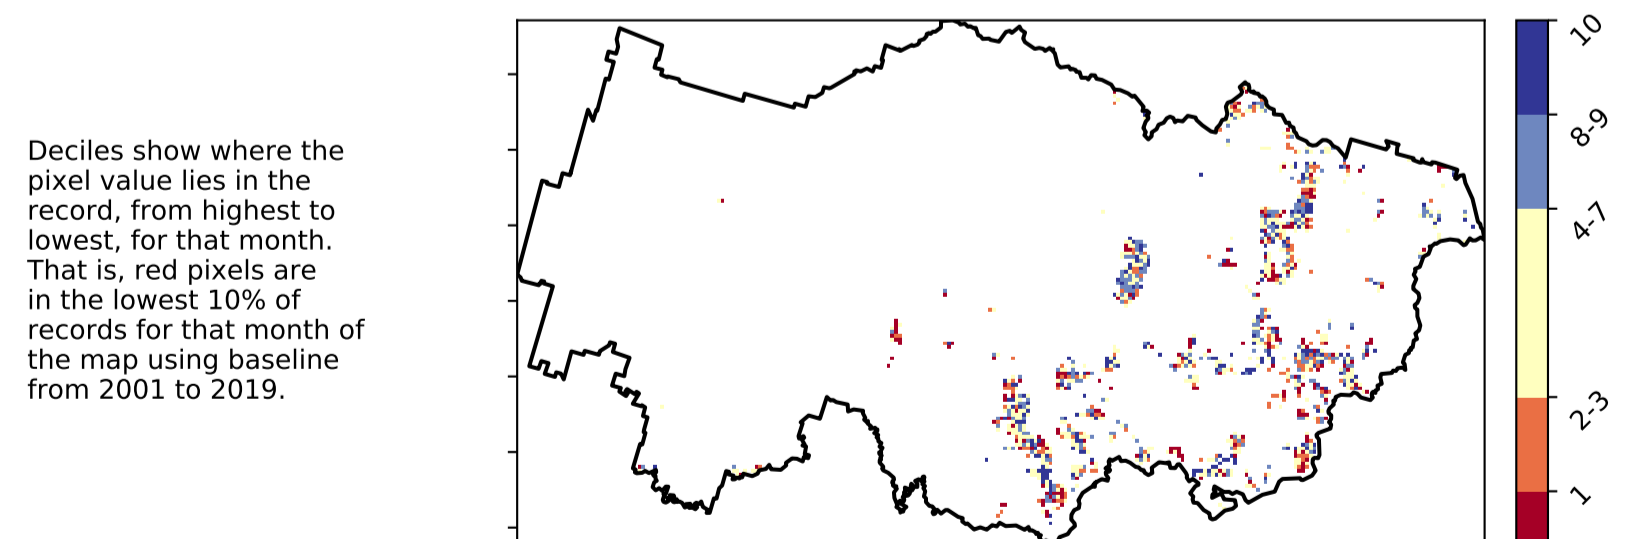 Deciles show where the
pixel value lies in the
record, from highest to
lowest, for that month.
That is, red pixels are
in the lowest 10% of
records for that month of
the map using baseline
from 2001 to 2019.
10
8-9
4-7
2-3
1